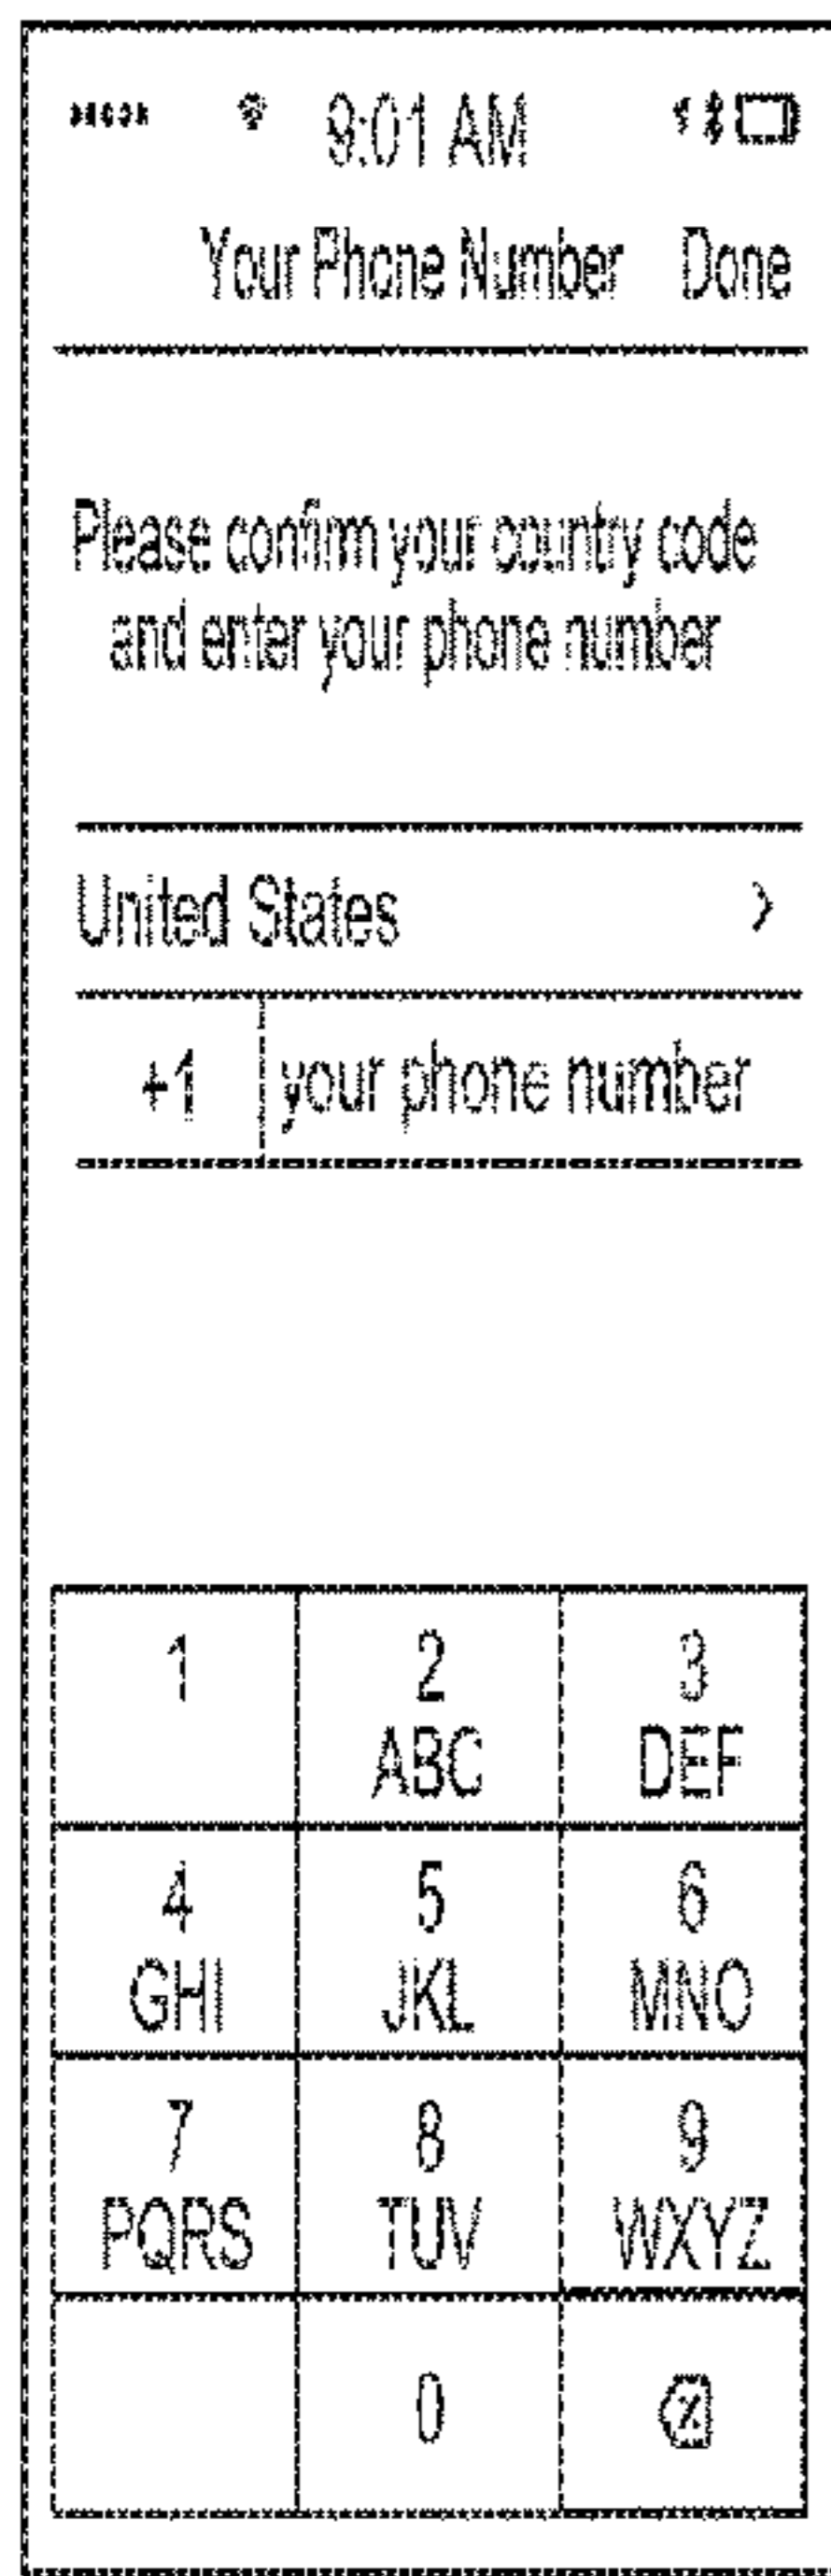 9:01 AM
Your Phone Number Done
Please confirm your country code
and enter your phone number
United States >
+1 your phone number
1 2 3
ABC DEF
4 5 6
GHI JKL MNO
7 8 9
PQRS TUV WXYZ
0